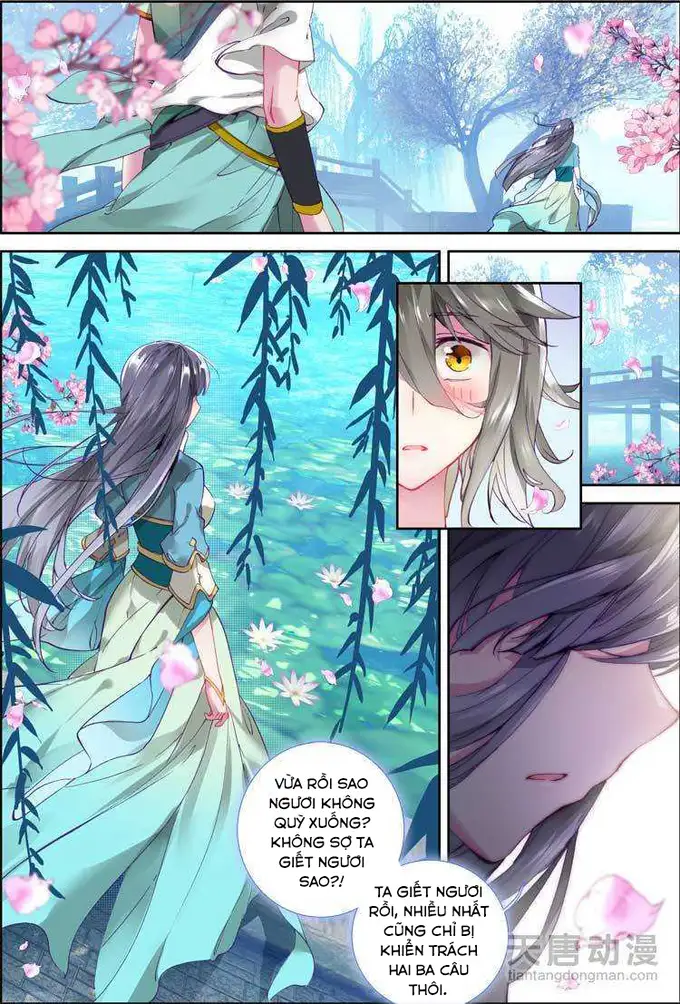 VỪA RỒI SAO
NGƯƠI KHÔNG
QUỲ XUỐNG?
KHÔNG SỢ TA
GIẾT NGƯƠI
SAO?!
TA GIẾT NGƯƠI
RỒI, NHIỀU NHẤT
CŨNG CHỈ BỊ
KHIỂN TRÁCH
HAI BA CÂU
THÔI.
天唐动漫
tiantangdongman.com